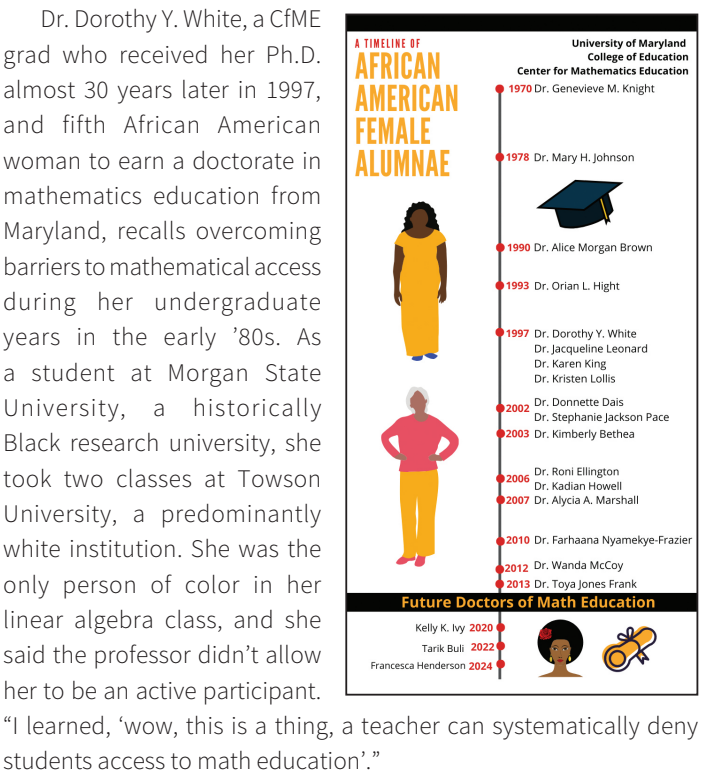 Dr. Dorothy Y. White, a CfME
grad who received her Ph.D.
almost 30 years later in 1997,
and fifth African American
woman to earn a doctorate in
mathematics education from
Maryland, recalls overcoming
barriers to mathematical access
during her undergraduate
years in the early ’80s. As
a student at Morgan State
University, a historically
Black research university, she
took two classes at Towson
University, a predominantly
white institution. She was the
only person of color in her
linear algebra class, and she
said the professor didn’t allow
her to be an active participant.
“I learned, ‘wow, this is a thing, a teacher can systematically deny
students access to math education’.”
A TIMELINE OF
AFRICAN
AMERICAN
FEMALE
ALUMNAE
University of Maryland
College of Education
Center for Mathematics Education
1970 Dr. Genevieve M. Knight
1978 Dr. Mary H. Johnson
1990 Dr. Alice Morgan Brown
1993 Dr. Orian L. Hight
1997 Dr. Dorothy Y. White
Dr. Jacqueline Leonard
Dr. Karen King
Dr. Kristen Lollis
2002 Dr. Donnette Dais
Dr. Stephanie Jackson Pace
2003 Dr. Kimberly Bethea
2006 Dr. Roni Ellington
Dr. Kadian Howell
2007 Dr. Alycia A. Marshall
2010 Dr. Farhaana Nyamekye-Frazier
2012 Dr. Wanda McCoy
2013 Dr. Toya Jones Frank
Future Doctors of Math Education
Kelly K. Ivy 2020
Tarik Buli 2022
Francesca Henderson 2024